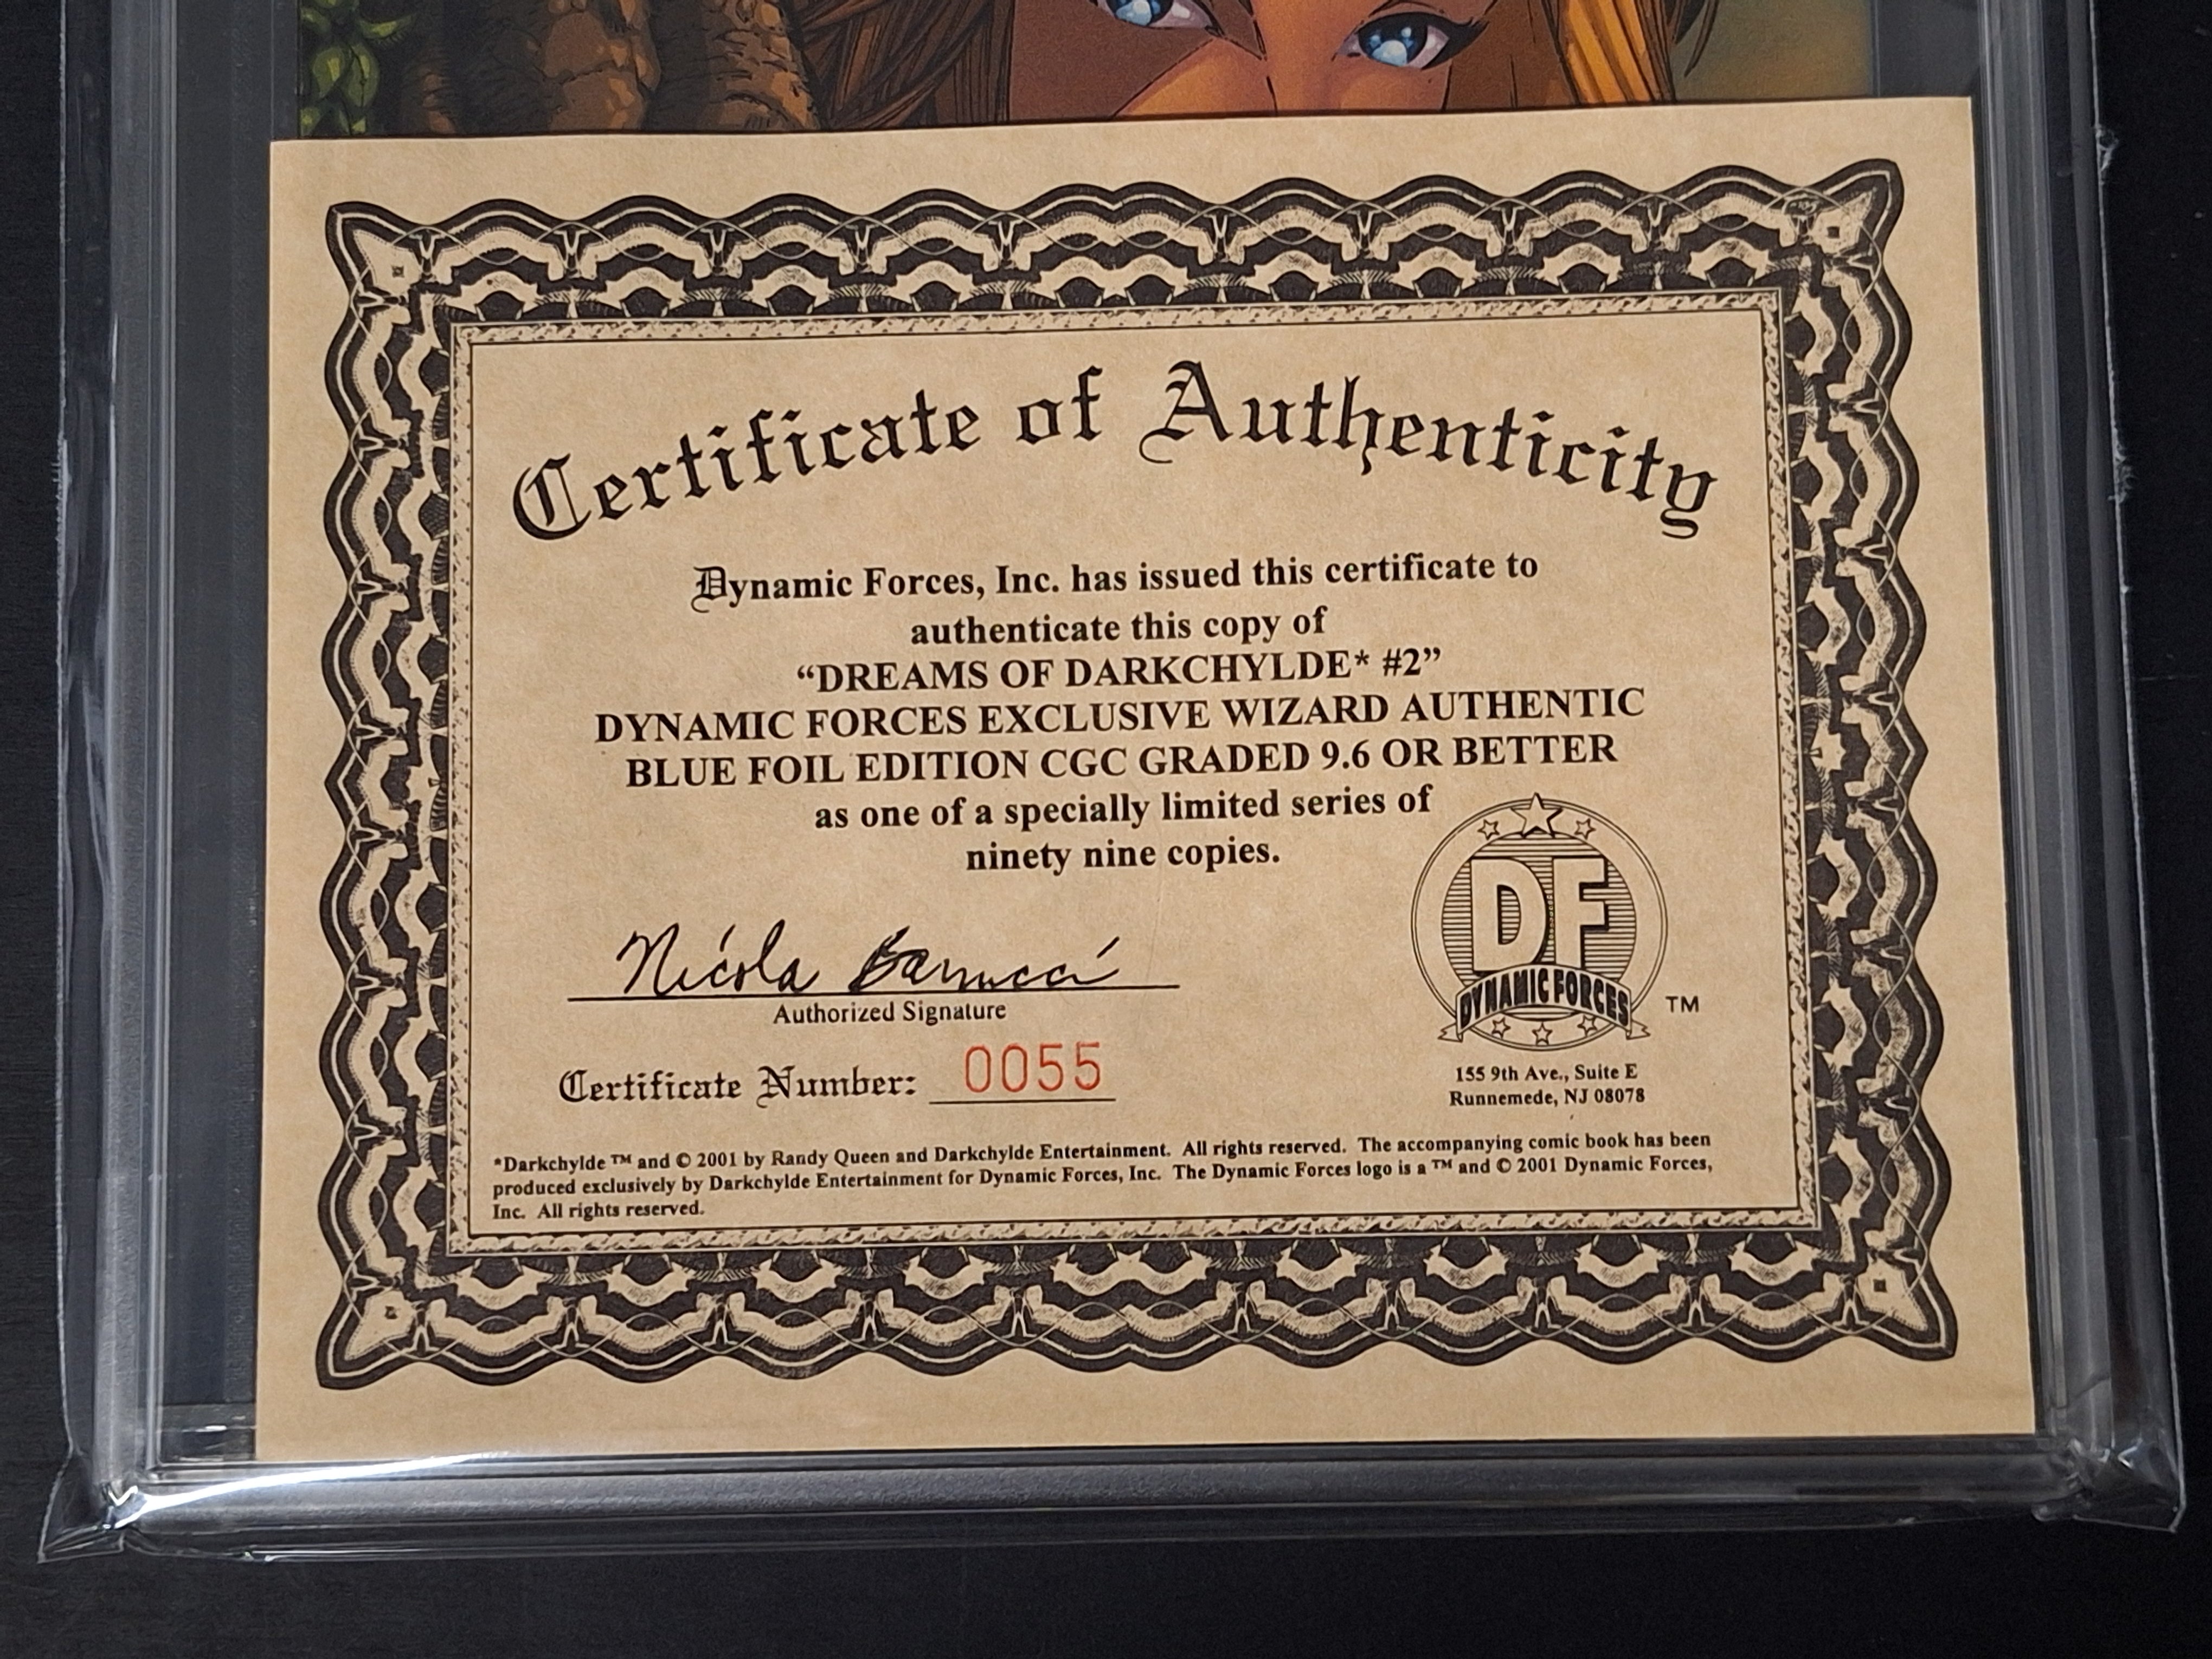 Certificate of Authenticity
Dynamic Forces, Inc. has issued this certificate to
authenticate this copy of
“DREAMS OF DARKCHYLDE* #2”
DYNAMIC FORCES EXCLUSIVE WIZARD AUTHENTIC
BLUE FOIL EDITION CGC GRADED 9.6 OR BETTER
as one of a specially limited series of
ninety nine copies.
Nicola Barrucci
Authorized Signature
Certificate Number: 0055
DF
DYNAMIC FORCES
TM
155 9th Ave., Suite E
Runnemede, NJ 08078
*Darkchylde ™ and © 2001 by Randy Queen and Darkchylde Entertainment. All rights reserved. The accompanying comic book has been
produced exclusively by Darkchylde Entertainment for Dynamic Forces, Inc. The Dynamic Forces logo is a ™ and © 2001 Dynamic Forces,
Inc. All rights reserved.